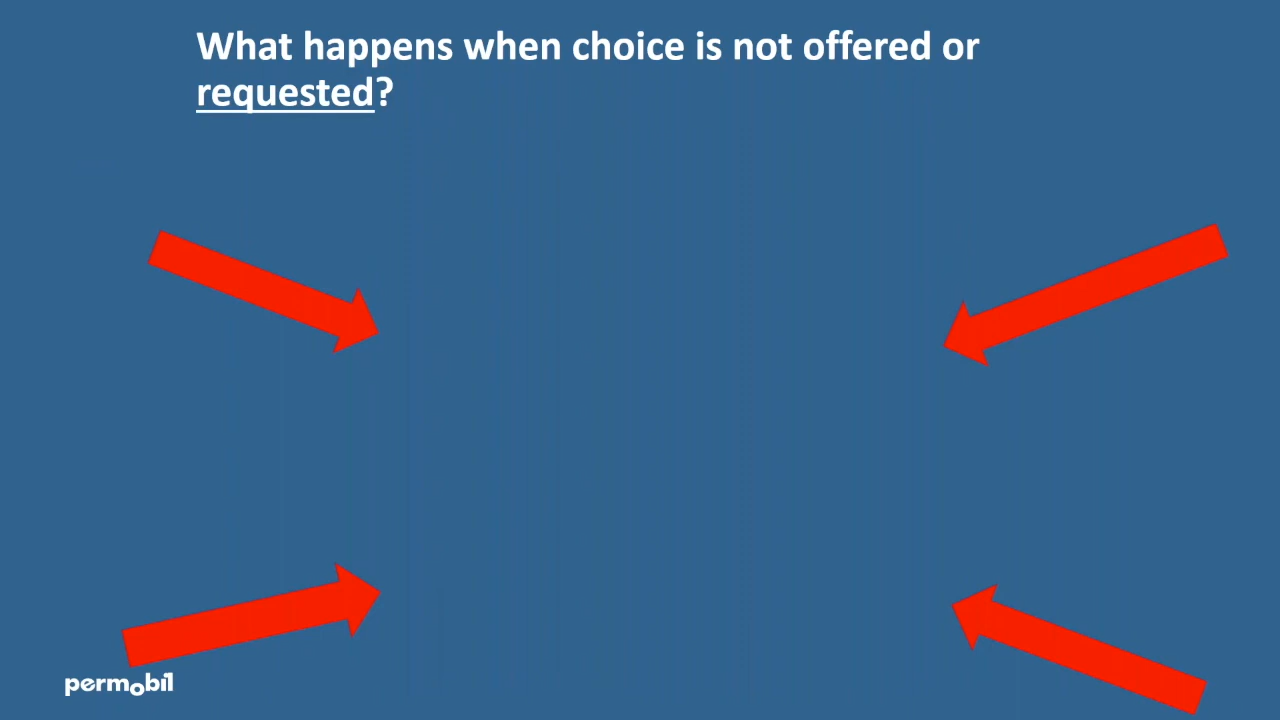 What happens when choice is not offered or
requested?
permobil